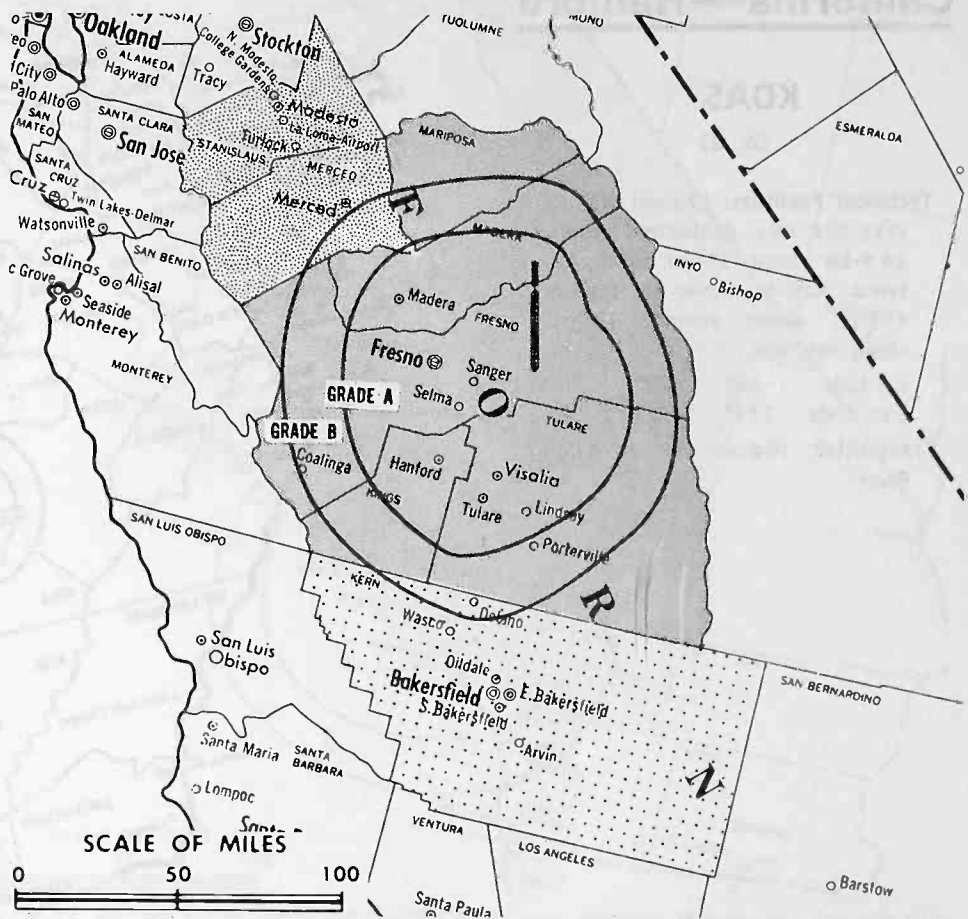 Oakland
COSTA
ALAMEDA
Hayward
City
Palo Alto
SAN MATEO
SANTA CLARA
San Jose
SANTA CRUZ
Cruz
Twin Lakes-Delmar
Watsonville
Tracy
Stockton
N. Modesto
College Gardens
Modesto
La Loma-Airport
Turlock
STANISLAUS
MERCED
Merced
TUOLUMNE
MONO
MARIPOSA
ESMERALDA
MADERA
Madera
SAN BENITO
Salinas
Alisal
c Grove
Seaside
Monterey
MONTEREY
INYO
Bishop
FRESNO
Fresno
Sanger
Selma
GRADE A
GRADE B
Coalinga
Hanford
KINGS
TULARE
Visalia
Tulare
Lindsay
Porterville
C
A
L
I
F
O
R
N
SAN LUIS OBISPO
KERN
Delano
Wasco
Oildale
Bakersfield
E. Bakersfield
S. Bakersfield
Arvin
SAN BERNARDINO
San Luis
Obispo
Santa Maria
SANTA
BARBARA
Lompoc
VENTURA
LOS ANGELES
Santa Paula
Barstow
SCALE OF MILES
0 50 100